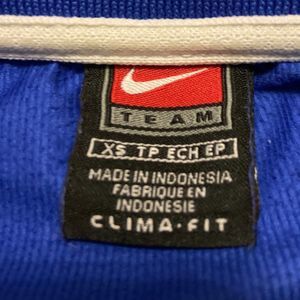 TEAM
XS TP ECH EP
MADE IN INDONESIA
FABRIQUE EN
INDONESIE
CLIMA·FIT